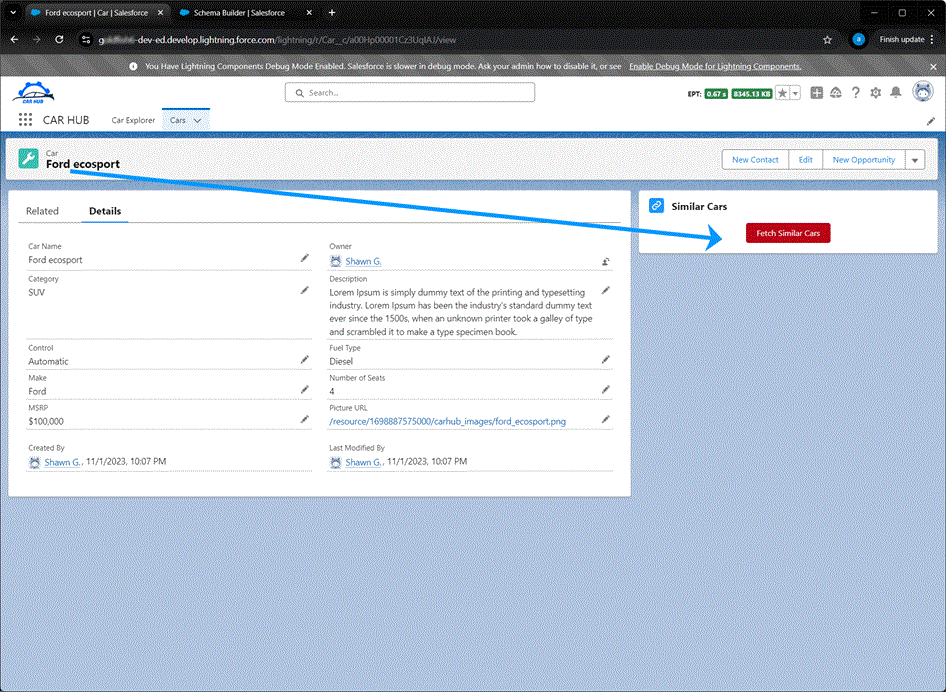 Ford ecosport | Car | Salesforce
Schema Builder | Salesforce
-dev-ed.develop.lightning.force.com/lightning/r/Car__c/a00Hp00001Cz3UqIAJ/view
Finish update
You Have Lightning Components Debug Mode Enabled. Salesforce is slower in debug mode. Ask your admin how to disable it, or see Enable Debug Mode for Lightning Components.
CAR HUB
Search...
EPT: 0.67 s 8345.13 KB
CAR HUB
Car Explorer
Cars
Car
Ford ecosport
New Contact
Edit
New Opportunity
Related
Details
Car Name
Ford ecosport
Owner
Shawn G.
Category
SUV
Description
Lorem Ipsum is simply dummy text of the printing and typesetting
industry. Lorem Ipsum has been the industry's standard dummy text
ever since the 1500s, when an unknown printer took a galley of type
and scrambled it to make a type specimen book.
Control
Automatic
Fuel Type
Diesel
Make
Ford
Number of Seats
4
MSRP
$100,000
Picture URL
/resource/1698887575000/carhub_images/ford_ecosport.png
Created By
Shawn G., 11/1/2023, 10:07 PM
Last Modified By
Shawn G., 11/1/2023, 10:07 PM
Similar Cars
Fetch Similar Cars